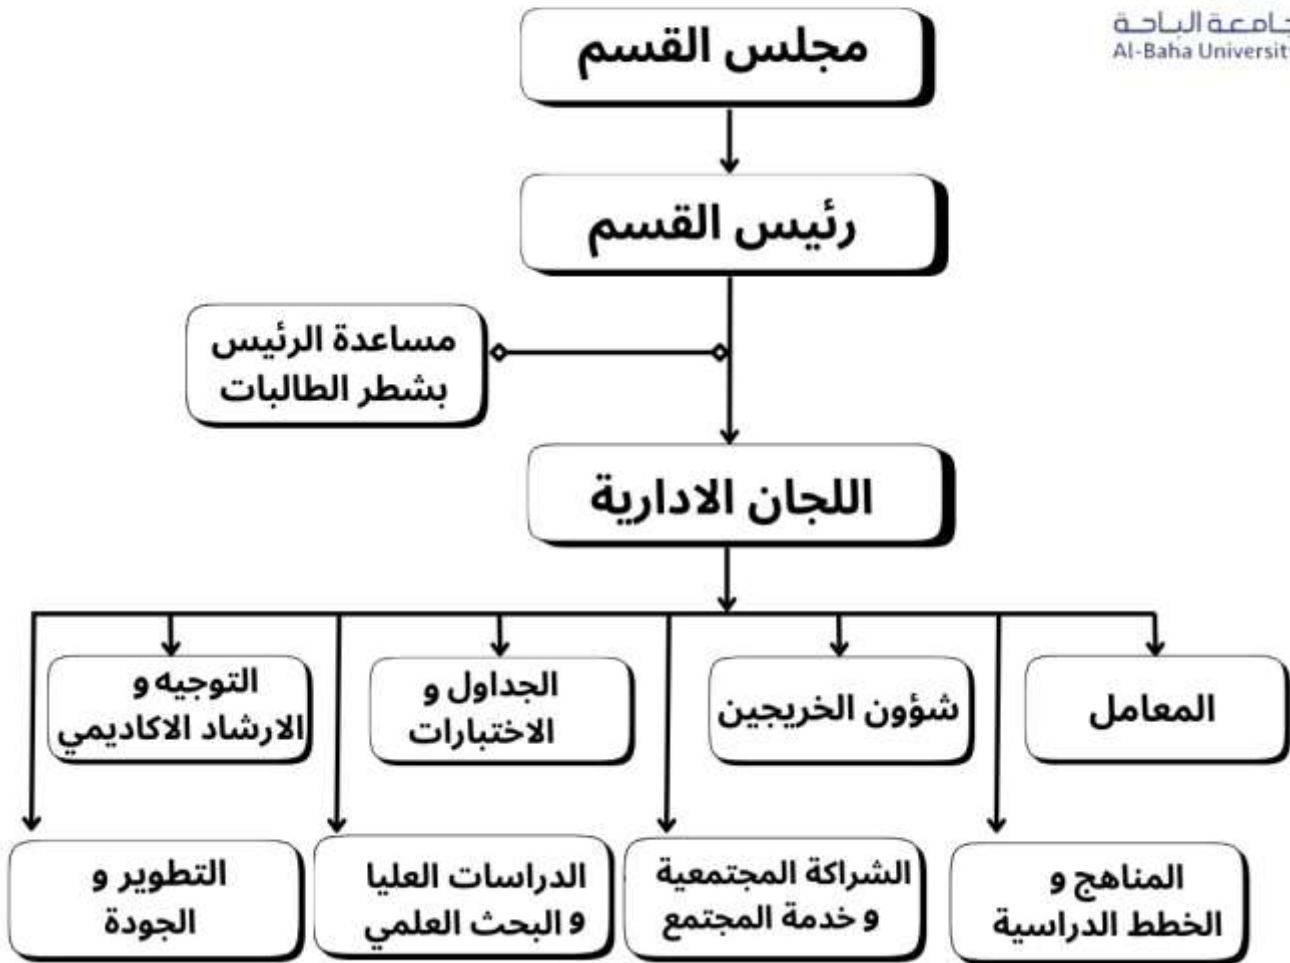 جامعة الباحة
Al-Baha University
مجلس القسم
رئيس القسم
مساعدة الرئيس
بشطر الطالبات
اللجان الادارية
المعامل
شؤون الخريجين
الجداول و
الاختبارات
التوجيه و
الارشاد الاكاديمي
المناهج و
الخطط الدراسية
الشراكة المجتمعية
و خدمة المجتمع
الدراسات العليا
و البحث العلمي
التطوير و
الجودة